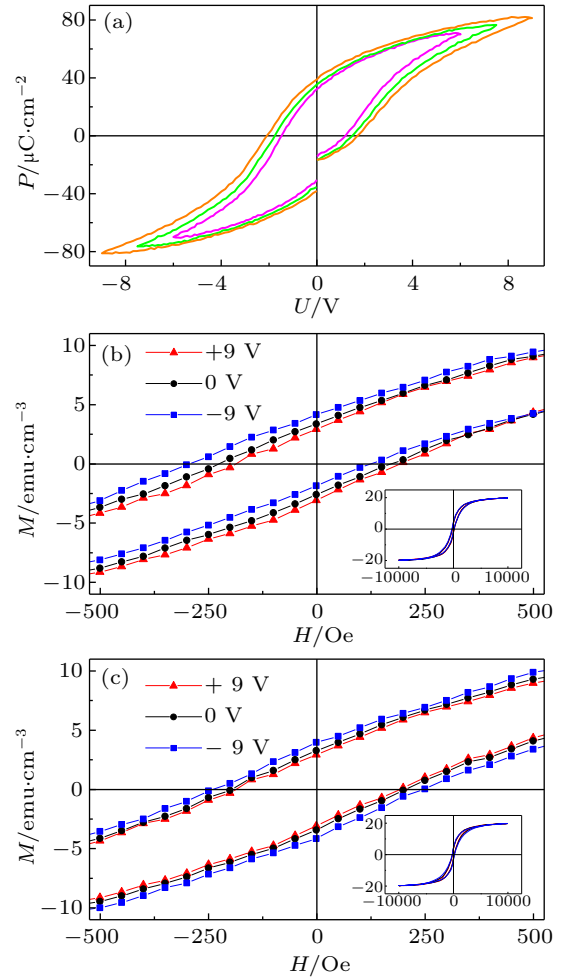 (a)
P/μC·cm−2
80
40
0
−40
−80
−8 −4 0 4 8
U/V
(b)
+9 V
0 V
−9 V
M/emu·cm−3
10
5
0
−5
−10
20
0
−20
−10000 0 10000
−500 −250 0 250 500
H/Oe
(c)
+ 9 V
0 V
− 9 V
M/emu·cm−3
10
5
0
−5
−10
20
0
−20
−10000 0 10000
−500 −250 0 250 500
H/Oe